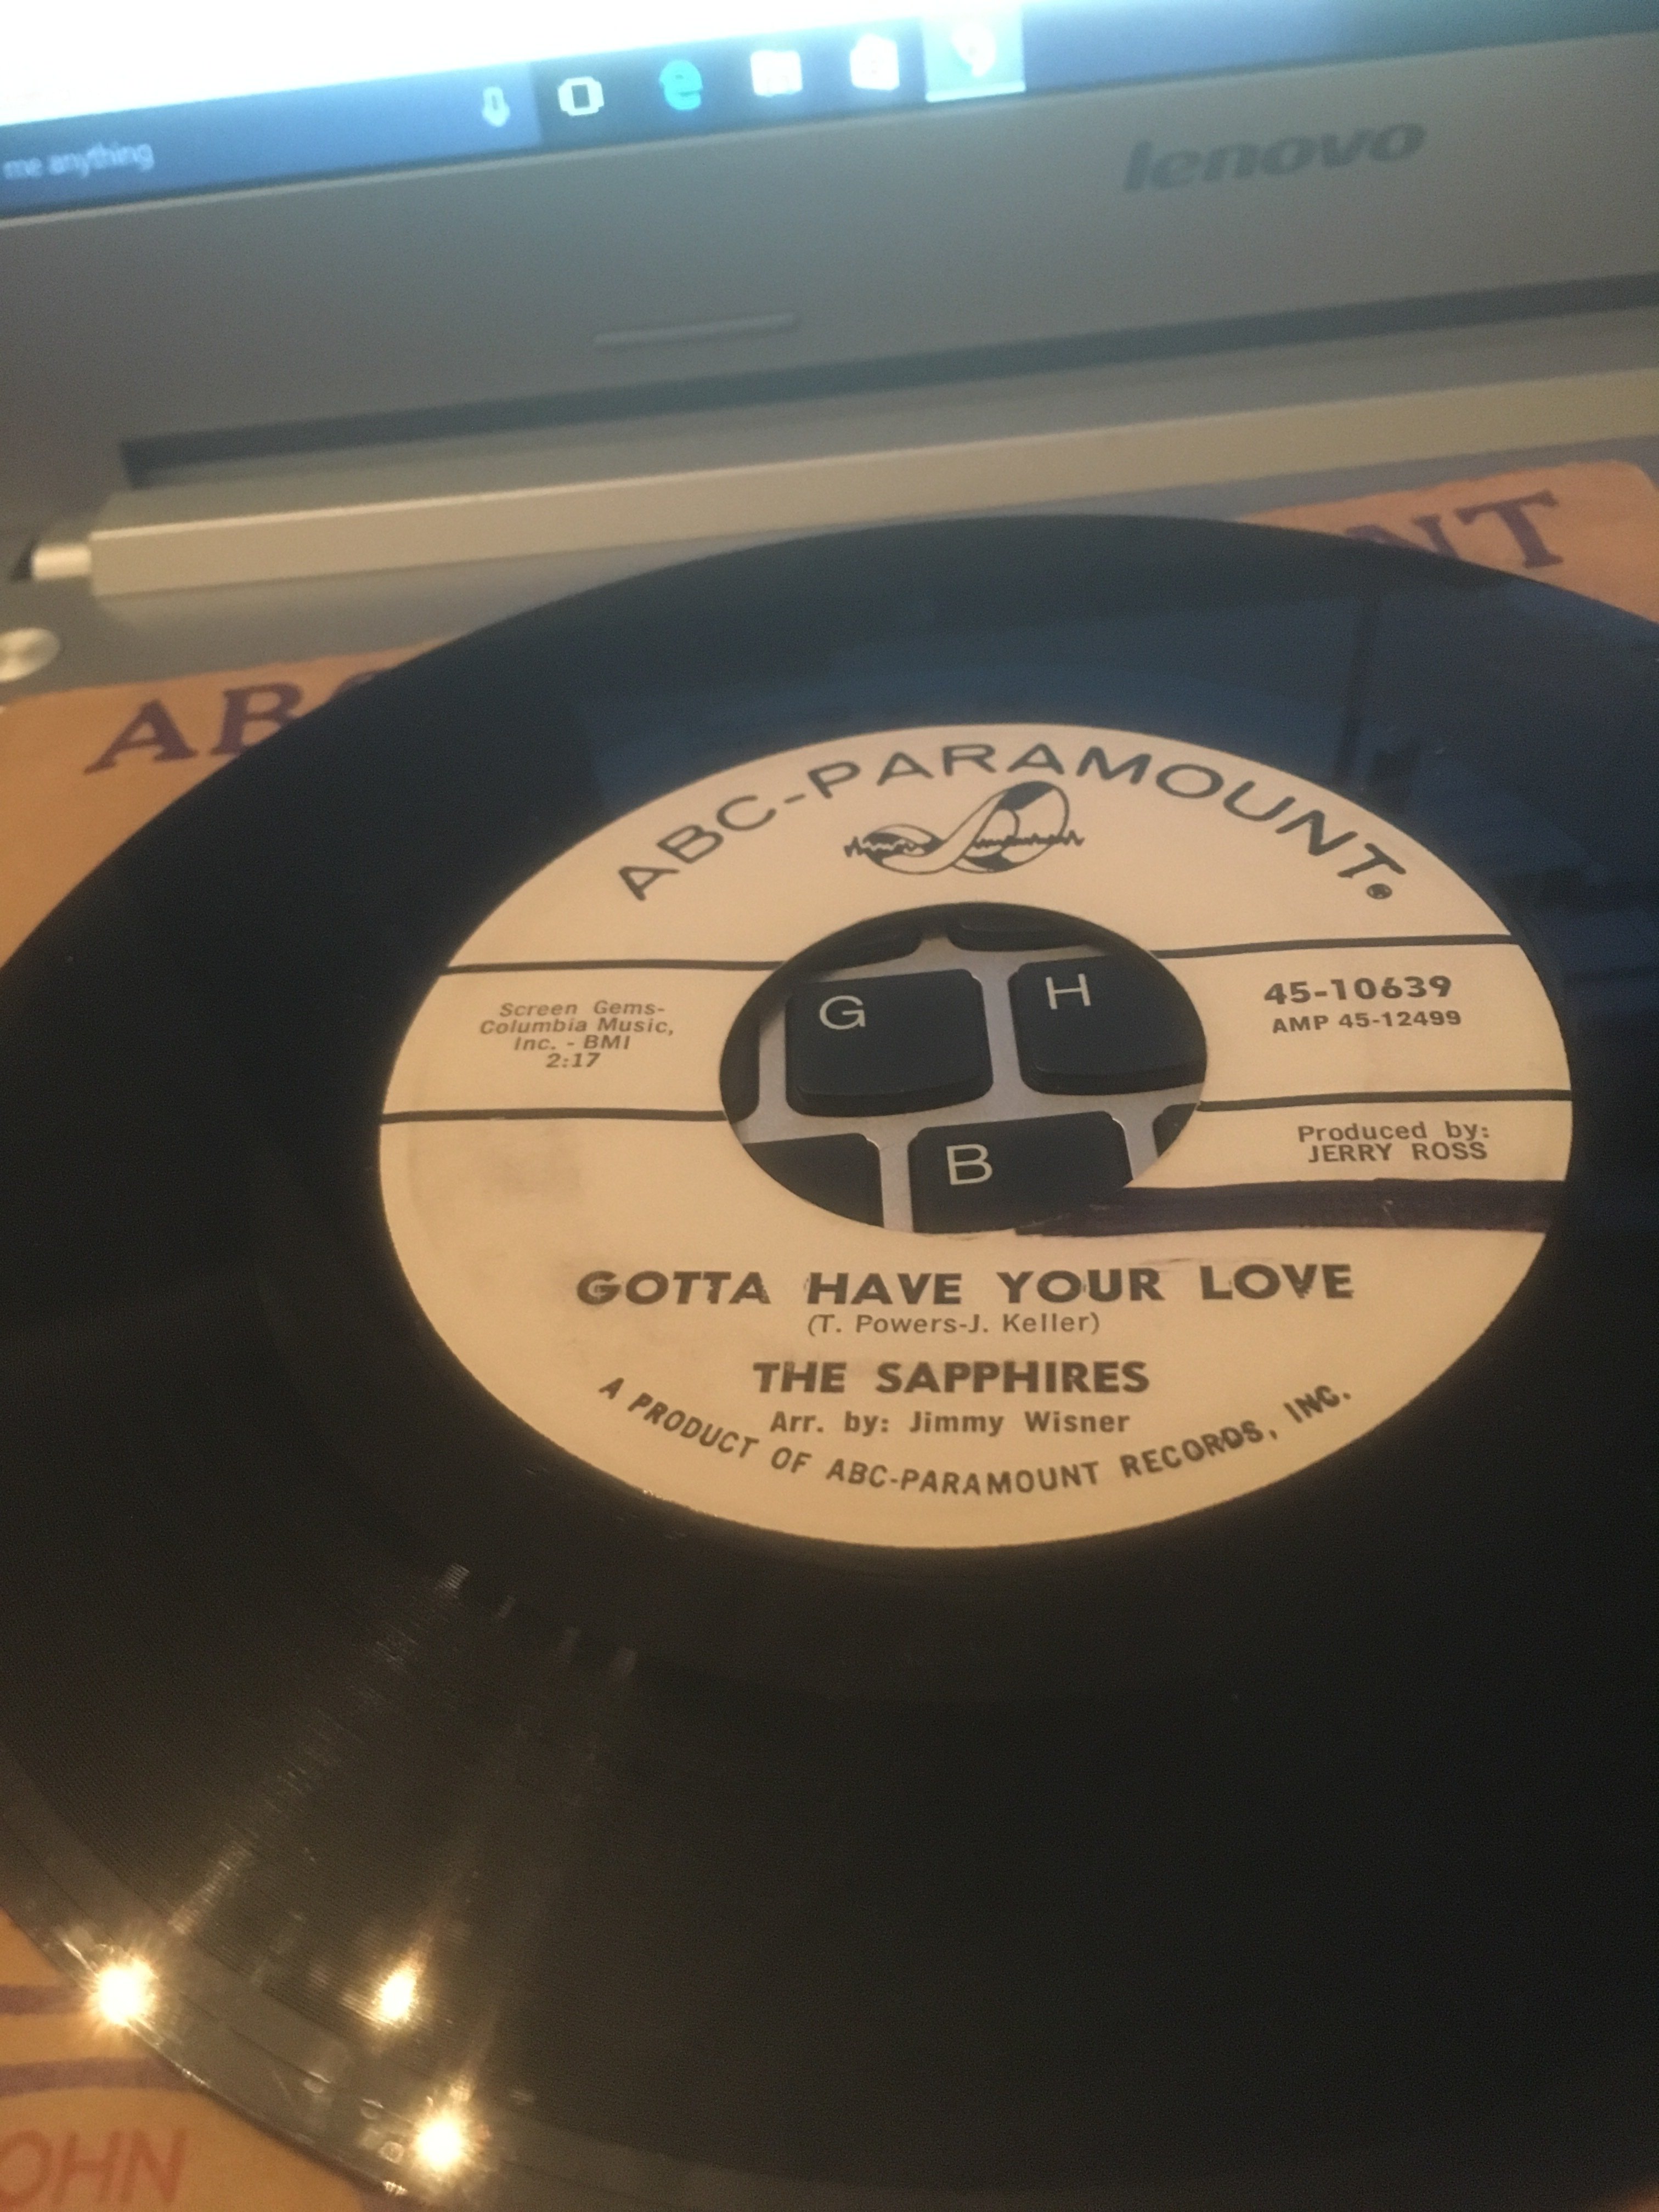 me anything
lenovo
ABC-PARAMOUNT®
G
H
B
Screen Gems-
Columbia Music,
Inc. - BMI
2:17
45-10639
AMP 45-12499
Produced by:
JERRY ROSS
GOTTA HAVE YOUR LOVE
(T. Powers-J. Keller)
THE SAPPHIRES
Arr. by: Jimmy Wisner
A PRODUCT OF ABC-PARAMOUNT RECORDS, INC.
OHN